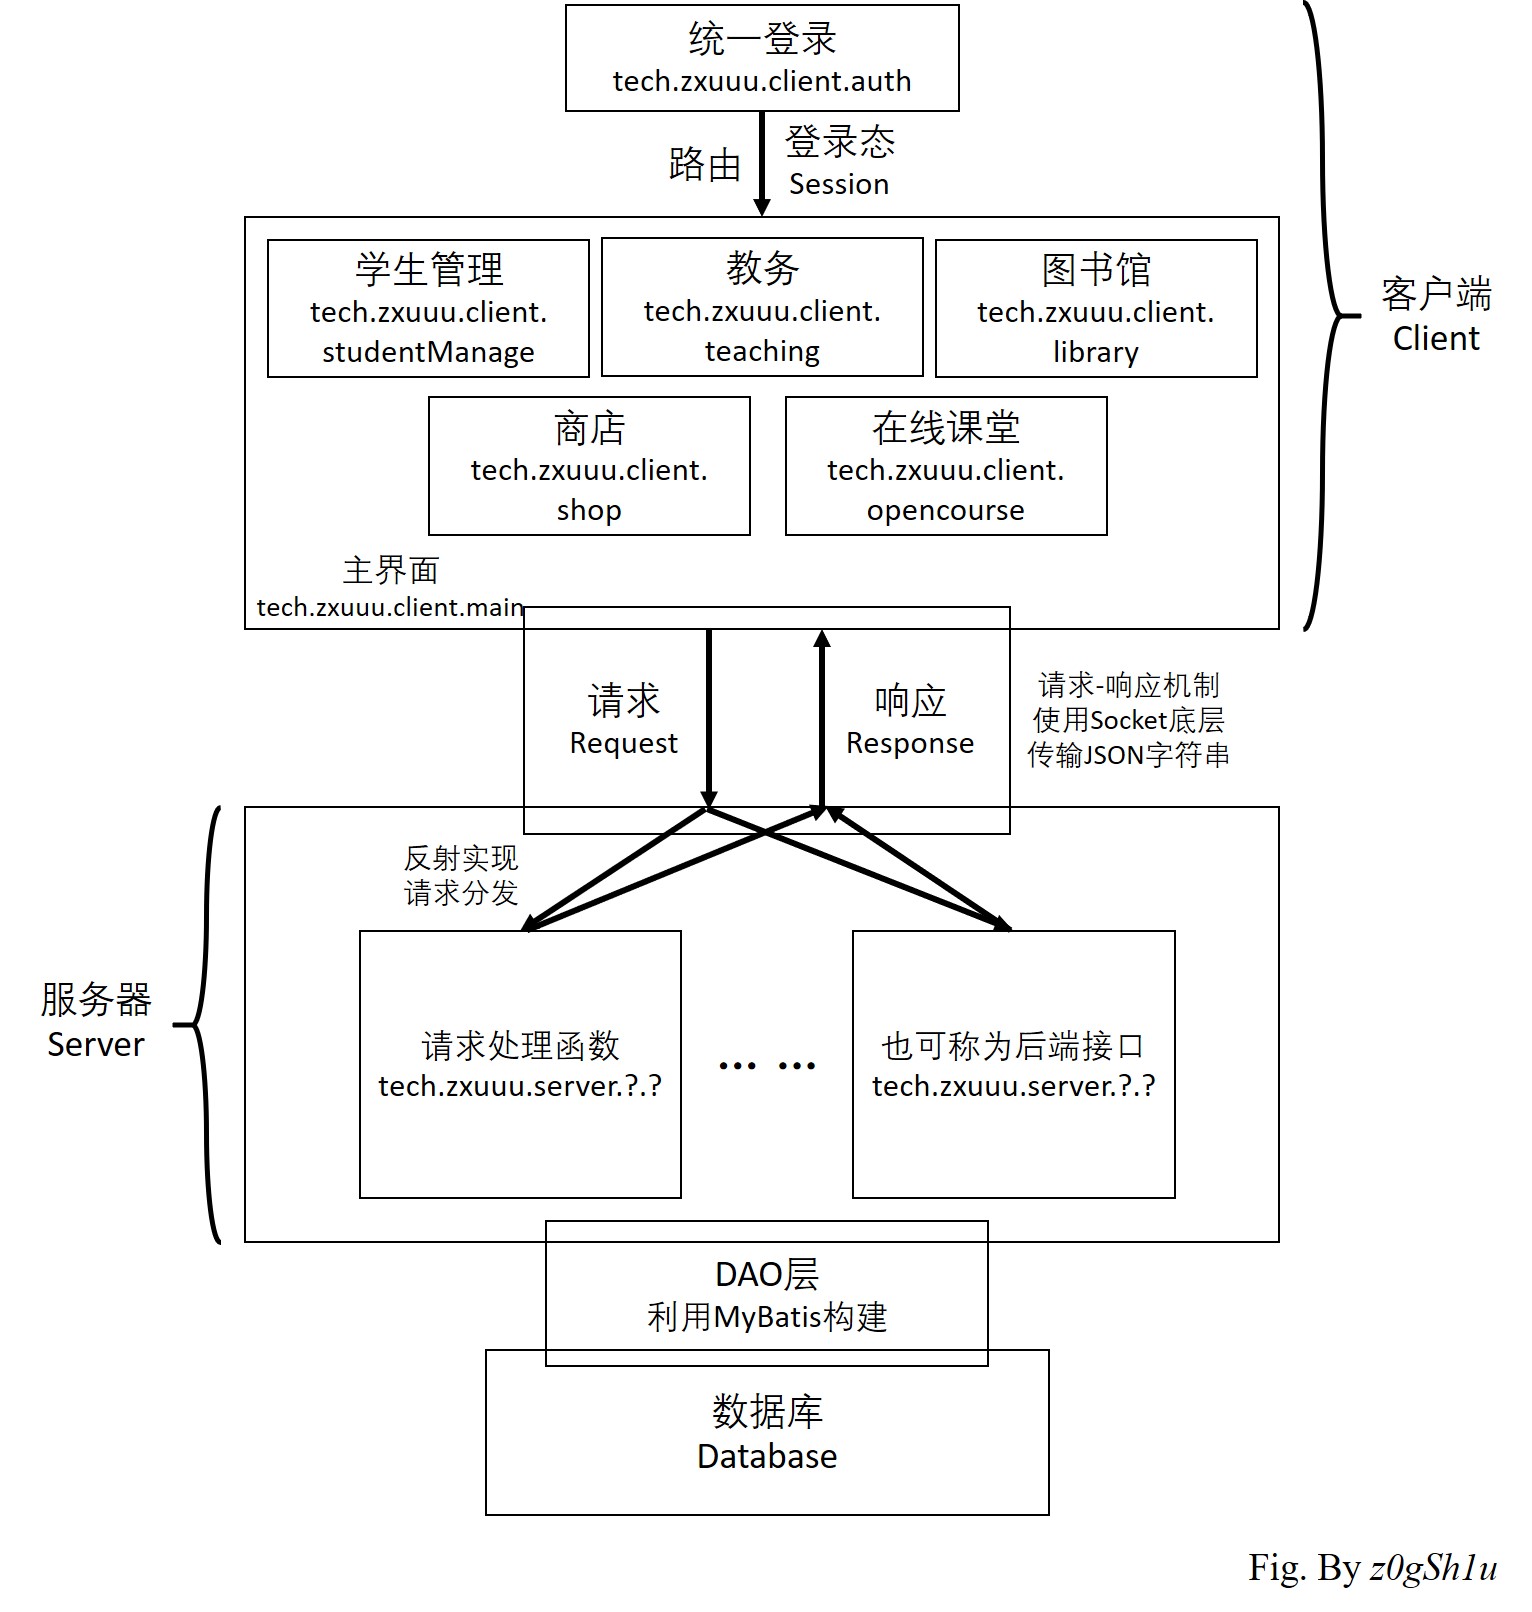 统一登录
tech.zxuuu.client.auth
路由
登录态
Session
学生管理
tech.zxuuu.client.
studentManage
教务
tech.zxuuu.client.
teaching
图书馆
tech.zxuuu.client.
library
商店
tech.zxuuu.client.
shop
在线课堂
tech.zxuuu.client.
opencourse
主界面
tech.zxuuu.client.main
客户端
Client
请求
Request
响应
Response
请求-响应机制
使用Socket底层
传输JSON字符串
反射实现
请求分发
服务器
Server
请求处理函数
tech.zxuuu.server.?.?
... ...
也可称为后端接口
tech.zxuuu.server.?.?
DAO层
利用MyBatis构建
数据库
Database
Fig. By z0gSh1u